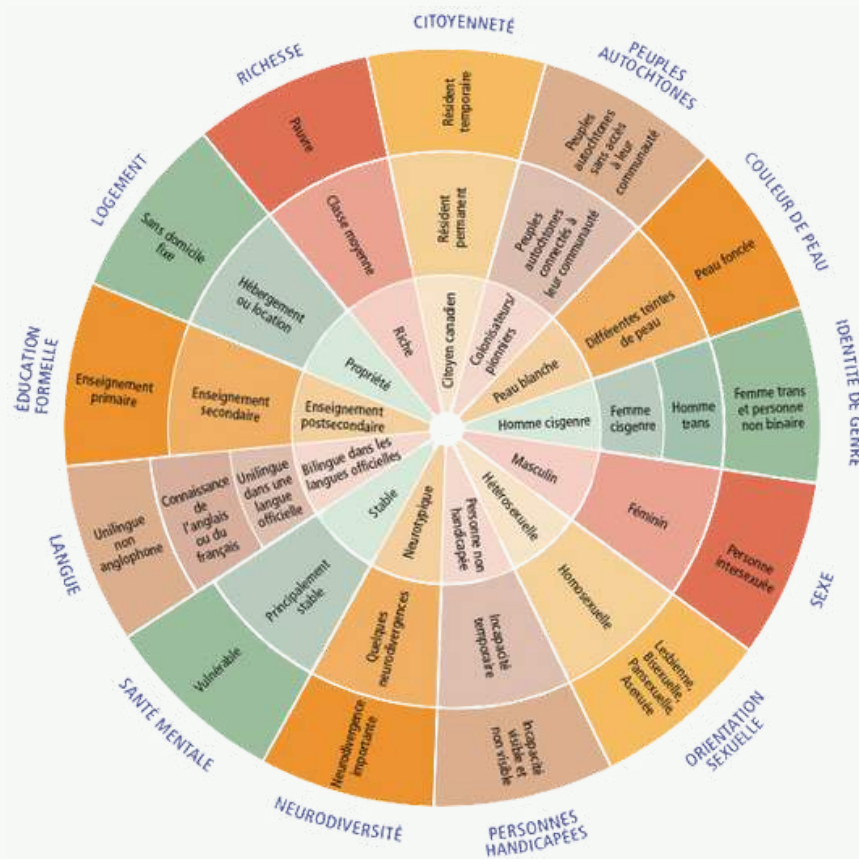 CITOYENNETÉ
Résident
temporaire
Résident
permanent
Citoyen canadien
PEUPLES
AUTOCHTONES
Peuples
autochtones
sans accès
à leur
communauté
Peuples
autochtones
connectés à
leur communauté
Colonisateurs/
pionniers
COULEUR DE PEAU
Peau foncée
Différentes teintes
de peau
Peau blanche
IDENTITÉ DE GENRE
Femme trans
et personne
non binaire
Homme
trans
Femme
cisgenre
Homme cisgenre
SEXE
Personne
intersexuée
Féminin
Masculin
ORIENTATION
SEXUELLE
Lesbienne,
Bisexuelle,
Pansexuelle,
Asexuée
Homosexuelle
Hétérosexuelle
PERSONNES
HANDICAPÉES
Incapacité
visible et
non visible
Incapacité
temporaire
Personne non
handicapée
NEURODIVERSITÉ
Neurodivergence
importante
Quelques
neurodivergences
Neurotypique
SANTÉ MENTALE
Vulnérable
Principalement
stable
Stable
LANGUE
Unilingue
non
anglophone
Connaissance
de
l'anglais
ou du
français
Unilingue
dans une
langue
officielle
Bilingue dans les
langues officielles
ÉDUCATION
FORMELLE
Enseignement
primaire
Enseignement
secondaire
Enseignement
postsecondaire
LOGEMENT
Sans domicile
fixe
Hébergement
ou location
Propriété
RICHESSE
Pauvre
Classe moyenne
Riche